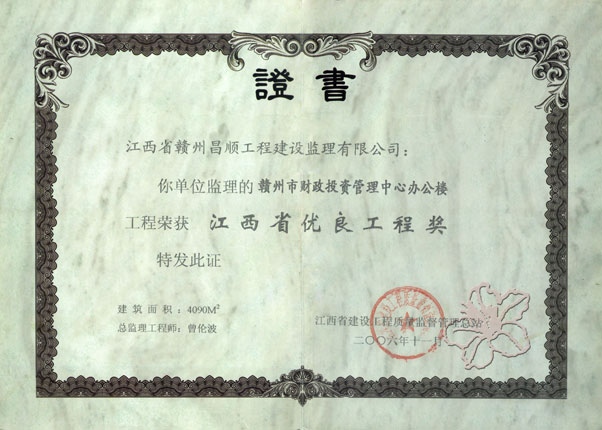 證書
江西省赣州昌顺工程建设监理有限公司：
你单位监理的赣州市财政投资管理中心办公楼
工程荣获 江西省优良工程奖
特发此证
建筑面积：4090M²
总监理工程师：曾伦波
江西省建设工程质量监督管理总站
二〇〇六年十一月